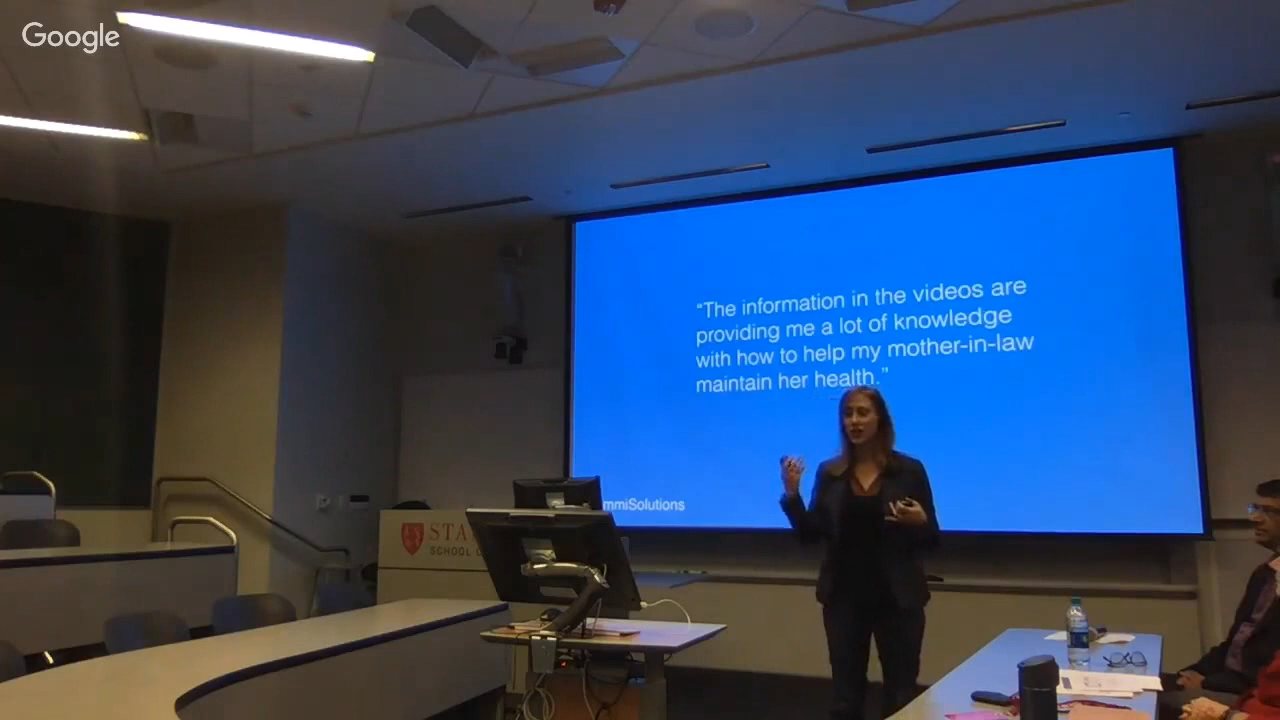 Google
“The information in the videos are
providing me a lot of knowledge
with how to help my mother-in-law
maintain her health.”
mmiSolutions
STA
SCHOOL